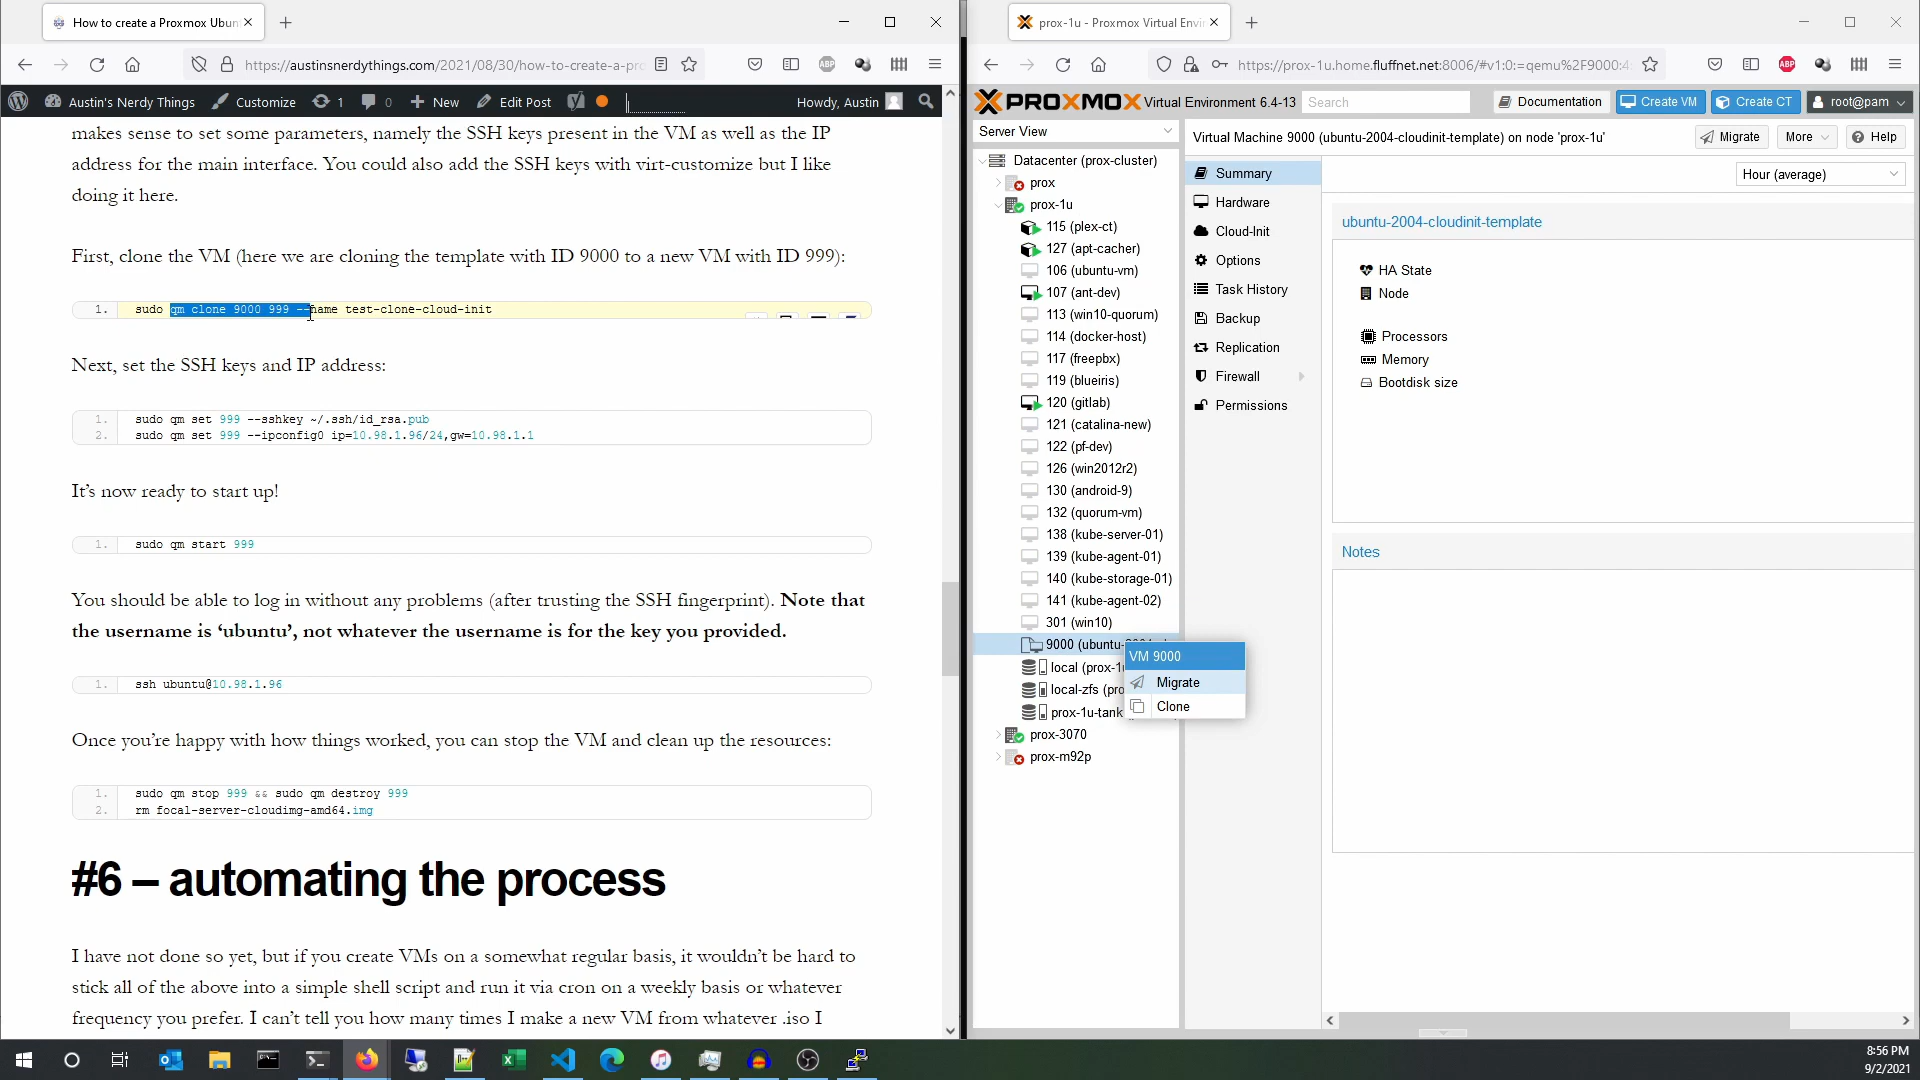 How to create a Proxmox Ubun
https://austinsnerdythings.com/2021/08/30/how-to-create-a-pro
ABP
Austin's Nerdy Things
Customize
1
0
New
Edit Post
Howdy, Austin
makes sense to set some parameters, namely the SSH keys present in the VM as well as the IP
address for the main interface. You could also add the SSH keys with virt-customize but I like
doing it here.
First, clone the VM (here we are cloning the template with ID 9000 to a new VM with ID 999):
1. sudo qm clone 9000 999 --name test-clone-cloud-init
Next, set the SSH keys and IP address:
1. sudo qm set 999 --sshkey ~/.ssh/id_rsa.pub
2. sudo qm set 999 --ipconfig0 ip=10.98.1.96/24,gw=10.98.1.1
It's now ready to start up!
1. sudo qm start 999
You should be able to log in without any problems (after trusting the SSH fingerprint). Note that
the username is ‘ubuntu’, not whatever the username is for the key you provided.
1. ssh ubuntu@10.98.1.96
Once you’re happy with how things worked, you can stop the VM and clean up the resources:
1. sudo qm stop 999 && sudo qm destroy 999
2. rm focal-server-cloudimg-amd64.img
#6 – automating the process
I have not done so yet, but if you create VMs on a somewhat regular basis, it wouldn’t be hard to
stick all of the above into a simple shell script and run it via cron on a weekly basis or whatever
frequency you prefer. I can’t tell you how many times I make a new VM from whatever .iso I
prox-1u - Proxmox Virtual Envir
https://prox-1u.home.fluffnet.net:8006/#v1:0:=qemu%2F9000:4:
ABP
PROXMOX Virtual Environment 6.4-13
Search
Documentation
Create VM
Create CT
root@pam
Server View
Virtual Machine 9000 (ubuntu-2004-cloudinit-template) on node 'prox-1u'
Migrate
More
Help
Datacenter (prox-cluster)
prox
prox-1u
115 (plex-ct)
127 (apt-cacher)
106 (ubuntu-vm)
107 (ant-dev)
113 (win10-quorum)
114 (docker-host)
117 (freepbx)
119 (blueiris)
120 (gitlab)
121 (catalina-new)
122 (pf-dev)
126 (win2012r2)
130 (android-9)
132 (quorum-vm)
138 (kube-server-01)
139 (kube-agent-01)
140 (kube-storage-01)
141 (kube-agent-02)
301 (win10)
9000 (ubuntu-
local (prox-1u
local-zfs (pro
prox-1u-tank
prox-3070
prox-m92p
VM 9000
Migrate
Clone
Summary
Hardware
Cloud-Init
Options
Task History
Backup
Replication
Firewall
Permissions
Hour (average)
ubuntu-2004-cloudinit-template
HA State
Node
Processors
Memory
Bootdisk size
Notes
8:56 PM
9/2/2021